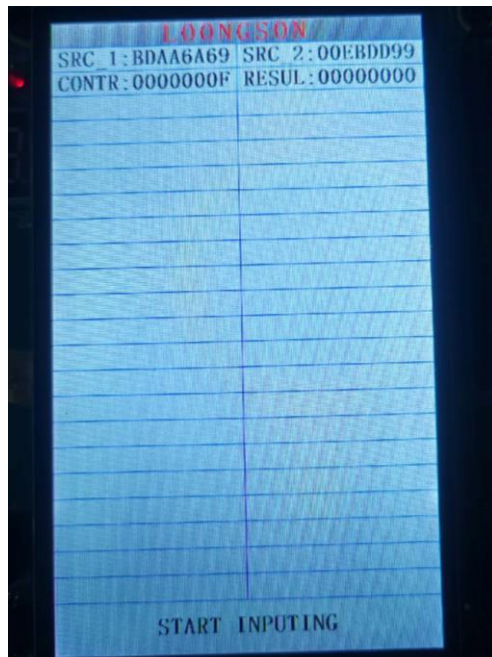 LOONGSON
SRC_1:BDAA6A69 SRC_2:00EBDD99
CONTR:0000000F RESUL:00000000
START INPUTING